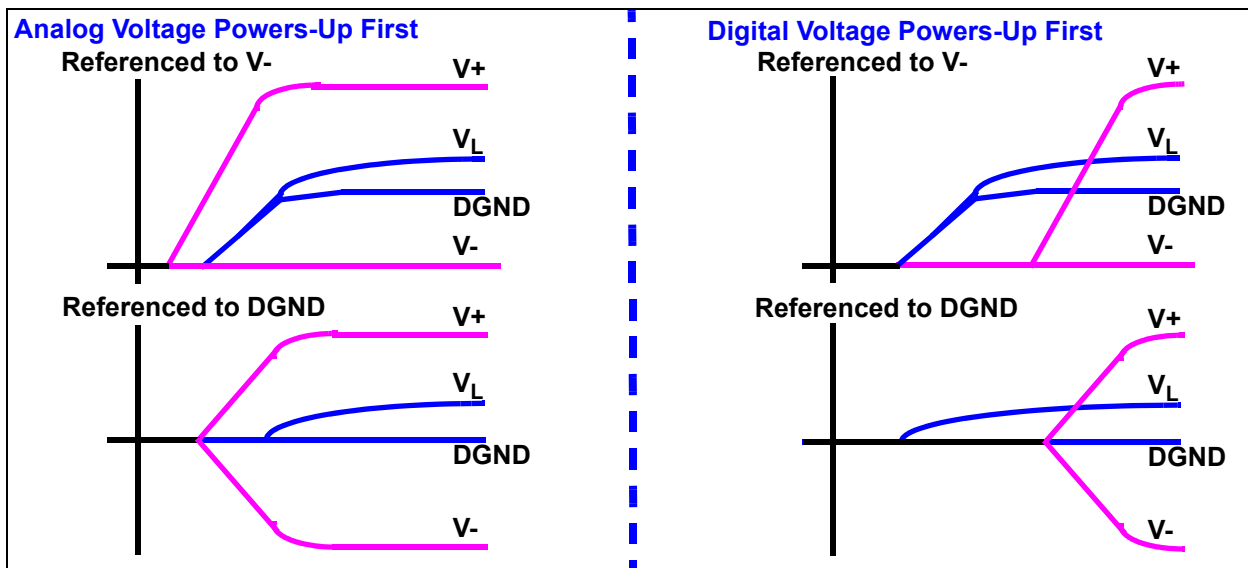 Analog Voltage Powers-Up First
Referenced to V-
V+
VL
DGND
V-
Referenced to DGND
V+
VL
DGND
V-
Digital Voltage Powers-Up First
Referenced to V-
V+
VL
DGND
V-
Referenced to DGND
V+
VL
DGND
V-